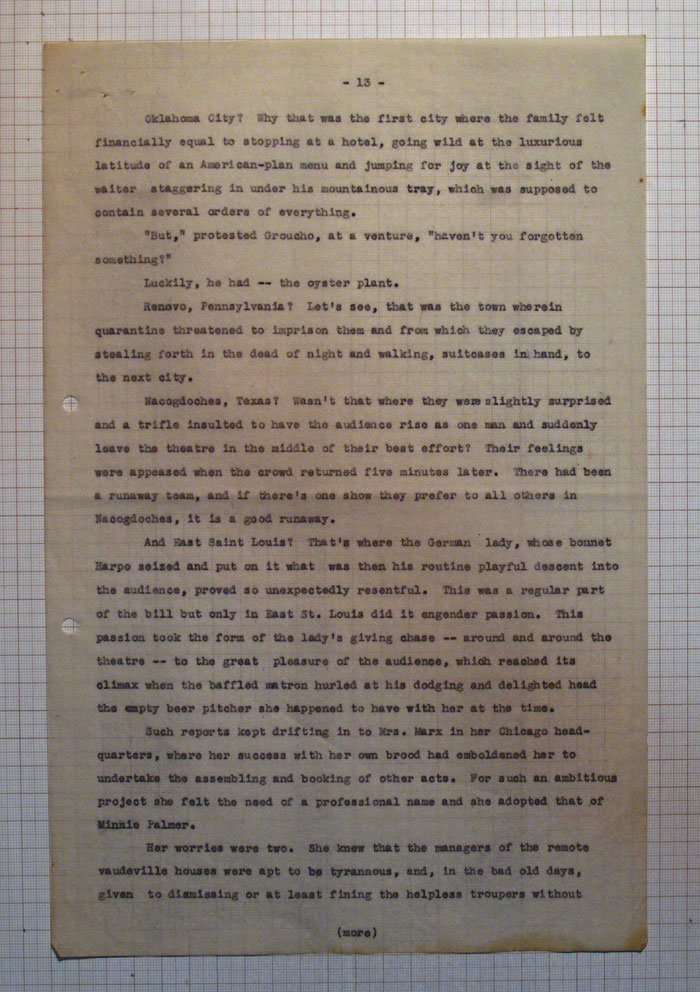 - 13 -
Oklahoma City? Why that was the first city where the family felt
financially equal to stopping at a hotel, going wild at the luxurious
latitude of an American-plan menu and jumping for joy at the sight of the
waiter staggering in under his mountainous tray, which was supposed to
contain several orders of everything.
"But," protested Groucho, at a venture, "haven't you forgotten
something?"
Luckily, he had -- the oyster plant.
Renovo, Pennsylvania? Let's see, that was the town wherein
quarantine threatened to imprison them and from which they escaped by
stealing forth in the dead of night and walking, suitcases in hand, to
the next city.
Nacogdoches, Texas? Wasn't that where they were slightly surprised
and a trifle insulted to have the audience rise as one man and suddenly
leave the theatre in the middle of their best effort? Their feelings
were appeased when the crowd returned five minutes later. There had been
a runaway team, and if there's one show they prefer to all others in
Nacogdoches, it is a good runaway.
And East Saint Louis? That's where the German lady, whose bonnet
Harpo seized and put on it what was then his routine playful descent into
the audience, proved so unexpectedly resentful. This was a regular part
of the bill but only in East St. Louis did it engender passion. This
passion took the form of the lady's giving chase -- around and around the
theatre -- to the great pleasure of the audience, which reached its
climax when the baffled matron hurled at his dodging and delighted head
the empty beer pitcher she happened to have with her at the time.
Such reports kept drifting in to Mrs. Marx in her Chicago head-
quarters, where her success with her own brood had emboldened her to
undertake the assembling and booking of other acts. For such an ambitious
project she felt the need of a professional name and she adopted that of
Minnie Palmer.
Her worries were two. She knew that the managers of the remote
vaudeville houses were apt to be tyrannous, and, in the bad old days,
given to dismissing or at least fining the helpless troupers without
(more)